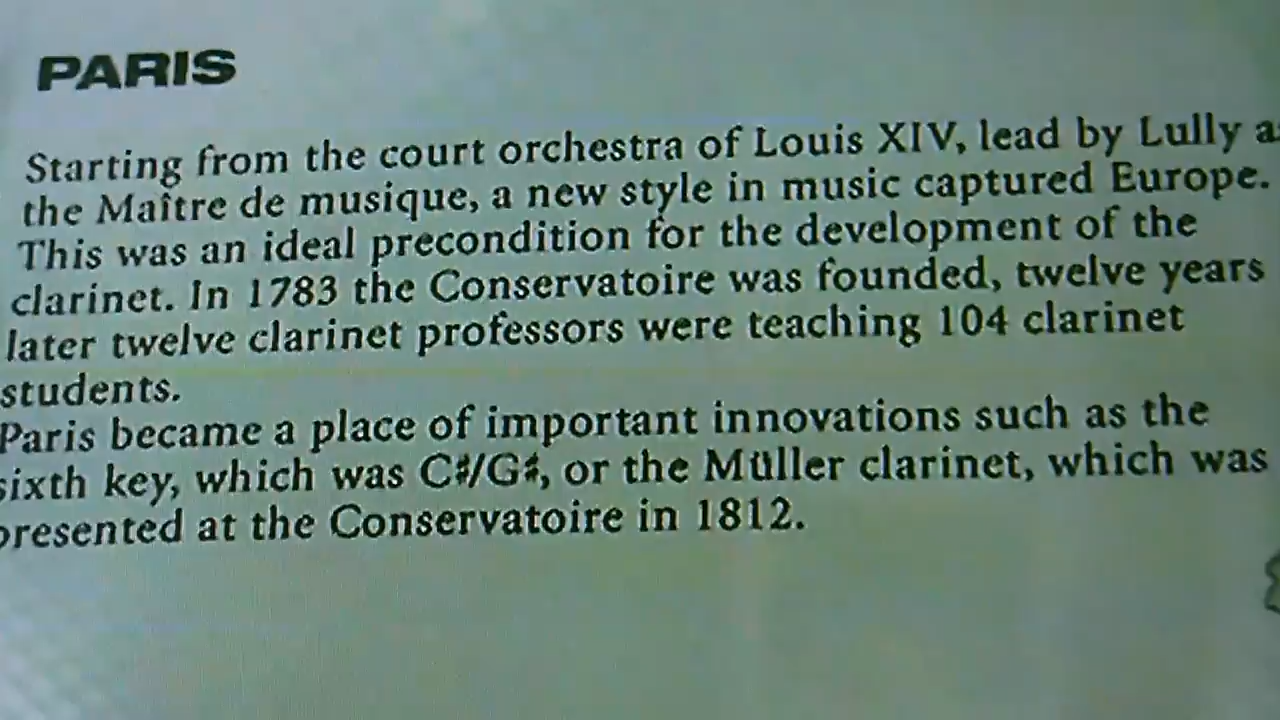 PARIS
Starting from the court orchestra of Louis XIV, lead by Lully
the Maître de musique, a new style in music captured Europe.
This was an ideal precondition for the development of the
clarinet. In 1783 the Conservatoire was founded, twelve years
later twelve clarinet professors were teaching 104 clarinet
students.
Paris became a place of important innovations such as the
sixth key, which was C♯/G♯, or the Müller clarinet, which was
presented at the Conservatoire in 1812.